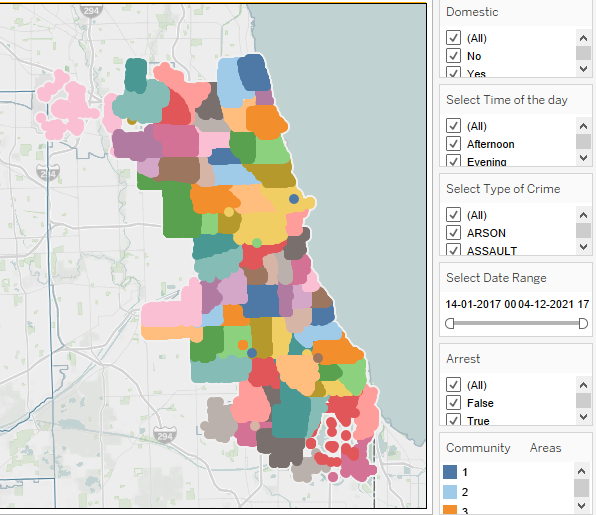 294
Domestic
(All)
No
Yes
Select Time of the day
(All)
Afternoon
Evening
294
Select Type of Crime
(All)
ARSON
ASSAULT
Select Date Range
14-01-2017 00 04-12-2021 17
Arrest
(All)
False
True
294
Community Areas
1
2
3